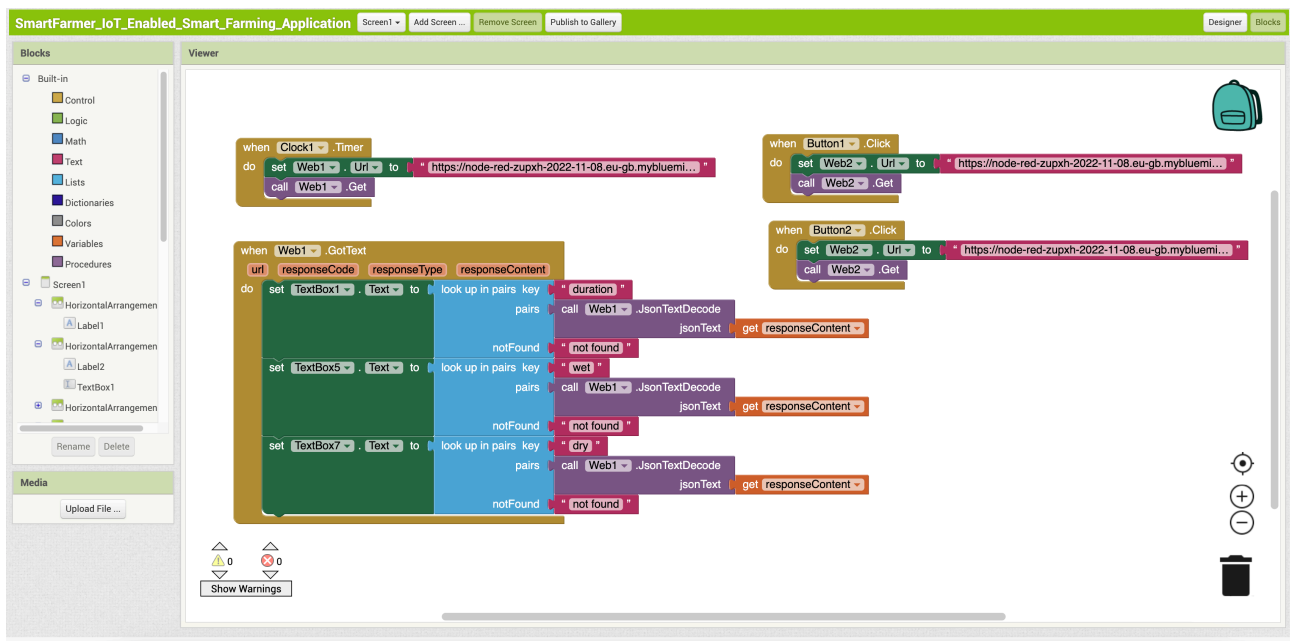 SmartFarmer_IoT_Enabled_Smart_Farming_Application Screen1 Add Screen ... Remove Screen Publish to Gallery Designer Blocks
Blocks
Built-in
Control
Logic
Math
Text
Lists
Dictionaries
Colors
Variables
Procedures
Screen1
HorizontalArrangemen
Label1
HorizontalArrangemen
Label2
TextBox1
HorizontalArrangemen
Rename Delete
Media
Upload File ...
Viewer
when Clock1 .Timer
do set Web1 . Url to " https://node-red-zupxh-2022-11-08.eu-gb.mybluemi... "
call Web1 .Get
when Button1 .Click
do set Web2 . Url to " https://node-red-zupxh-2022-11-08.eu-gb.mybluemi... "
call Web2 .Get
when Button2 .Click
do set Web2 . Url to " https://node-red-zupxh-2022-11-08.eu-gb.mybluemi... "
call Web2 .Get
when Web1 .GotText
url responseCode responseType responseContent
do set TextBox1 . Text to look up in pairs key " duration "
pairs call Web1 .JsonTextDecode
jsonText get responseContent
notFound " not found "
set TextBox5 . Text to look up in pairs key " wet "
pairs call Web1 .JsonTextDecode
jsonText get responseContent
notFound " not found "
set TextBox7 . Text to look up in pairs key " dry "
pairs call Web1 .JsonTextDecode
jsonText get responseContent
notFound " not found "
0 0
Show Warnings